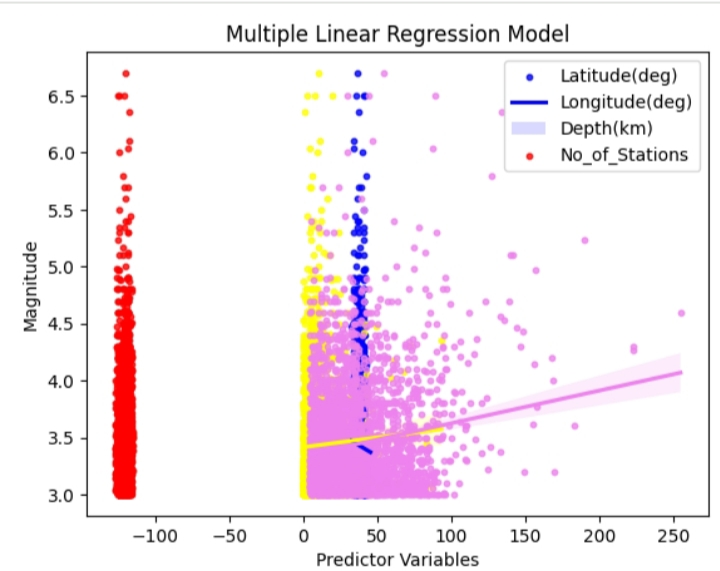 Multiple Linear Regression Model
Latitude(deg)
Longitude(deg)
Depth(km)
No_of_Stations
Magnitude
6.5
6.0
5.5
5.0
4.5
4.0
3.5
3.0
−100 −50 0 50 100 150 200 250
Predictor Variables